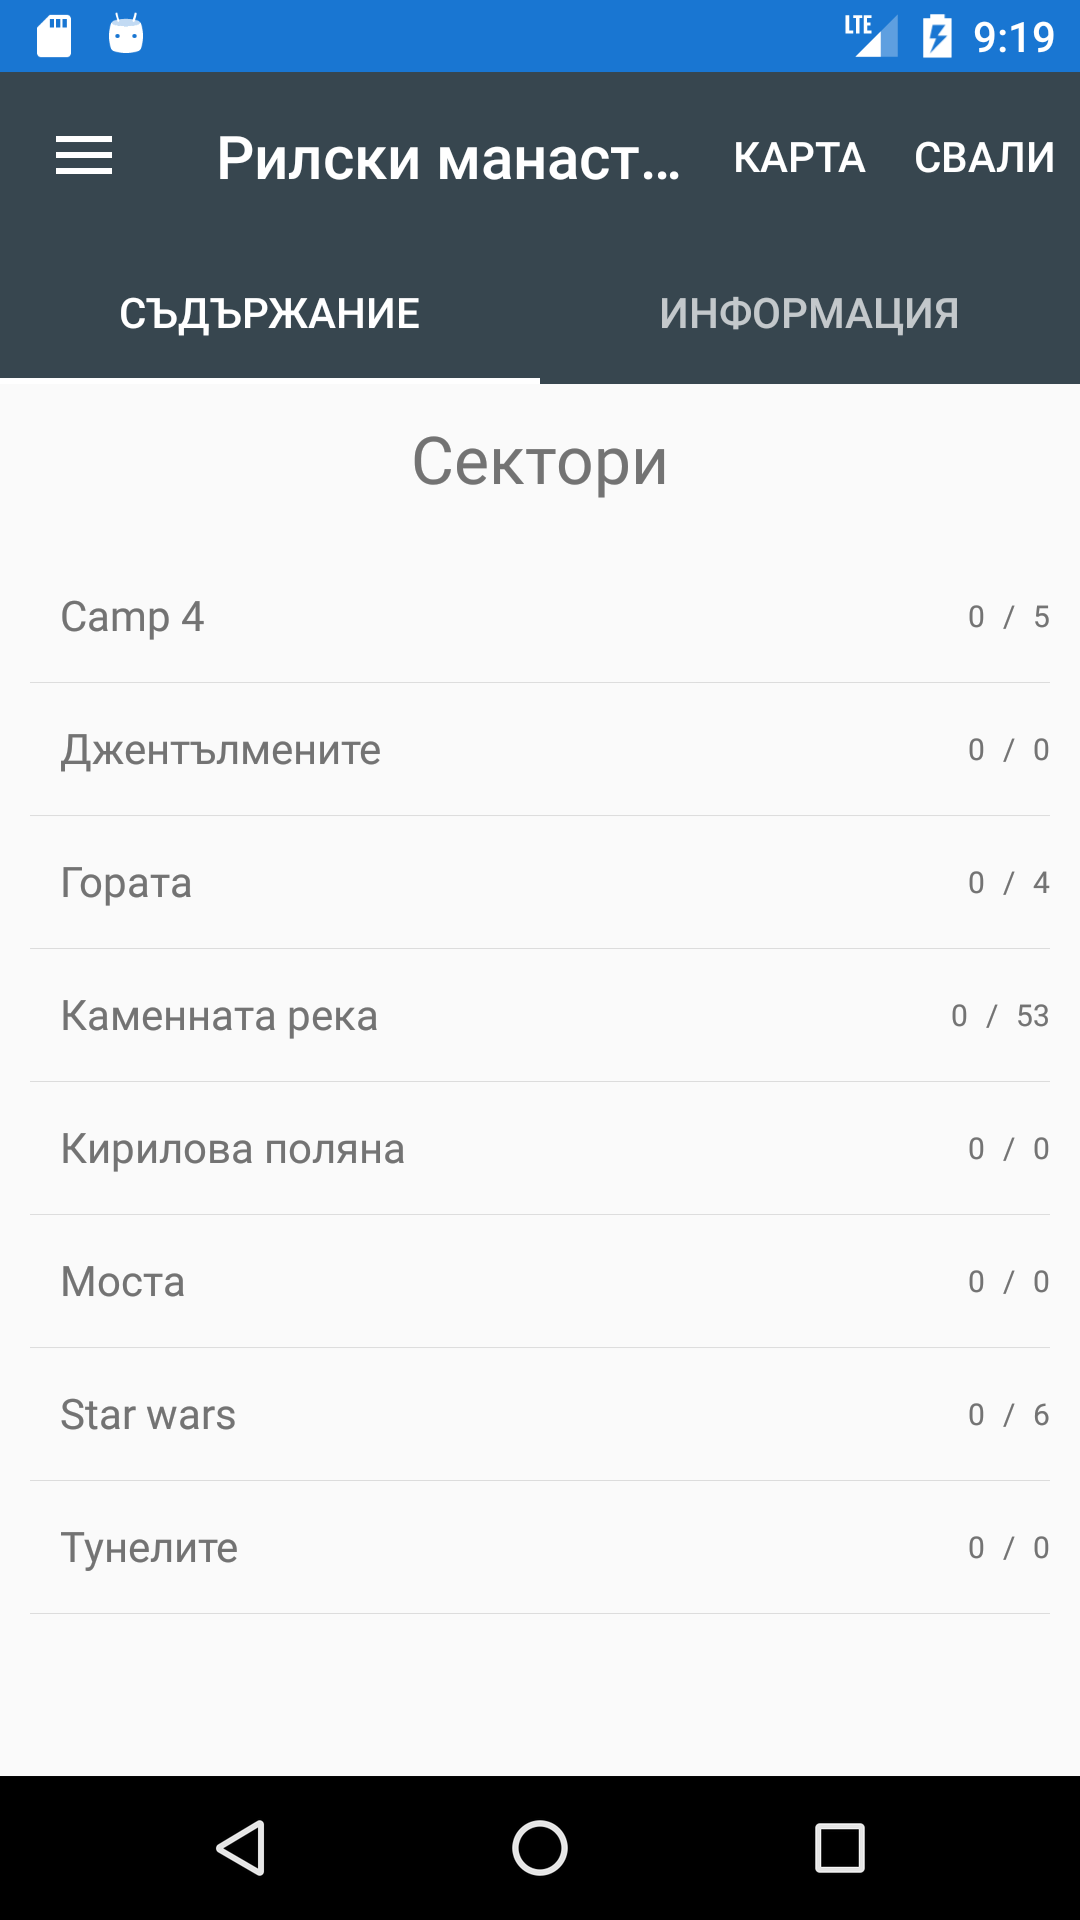 LTE 9:19
Рилски манаст... КАРТА СВАЛИ
СЪДЪРЖАНИЕ ИНФОРМАЦИЯ
Сектори
Camp 4 0 / 5
Джентълмените 0 / 0
Гората 0 / 4
Каменната река 0 / 53
Кирилова поляна 0 / 0
Моста 0 / 0
Star wars 0 / 6
Тунелите 0 / 0